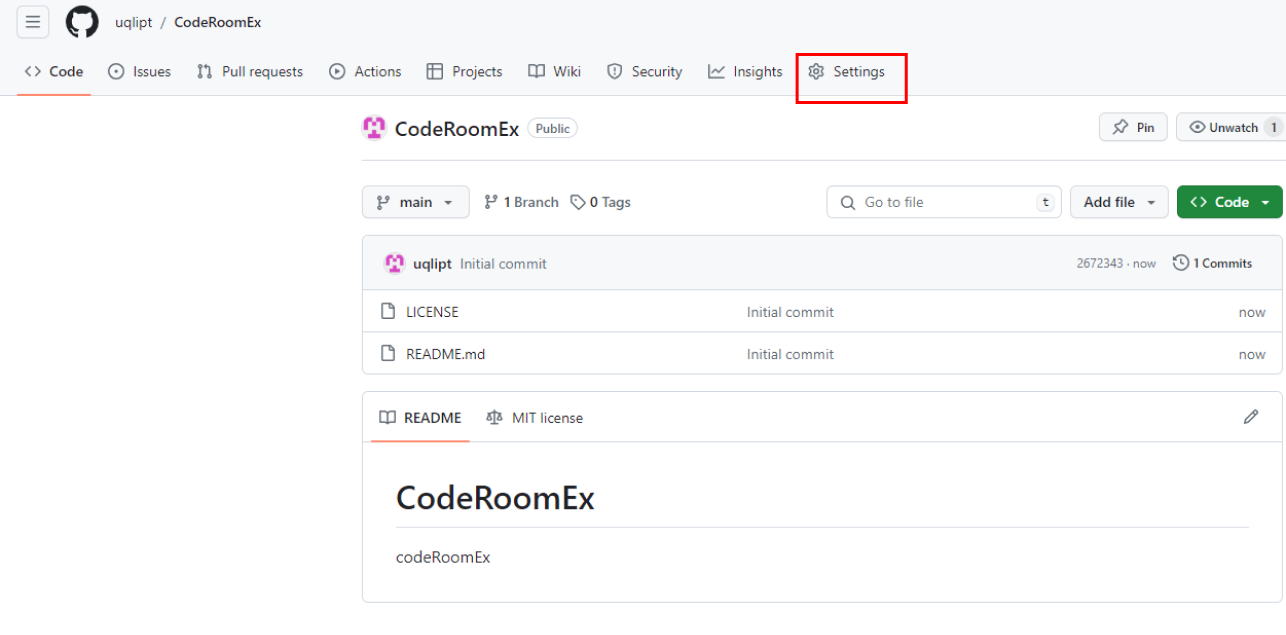 uqlipt / CodeRoomEx
Code Issues Pull requests Actions Projects Wiki Security Insights Settings
CodeRoomEx Public Pin Unwatch 1
main 1 Branch 0 Tags Go to file t Add file Code
uqlipt Initial commit 2672343 · now 1 Commits
LICENSE Initial commit now
README.md Initial commit now
README MIT license
CodeRoomEx
codeRoomEx